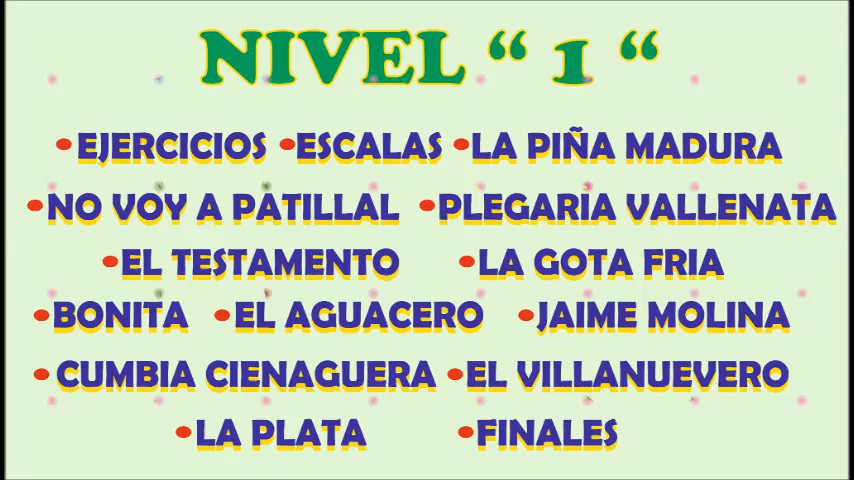 NIVEL “ 1 “
•EJERCICIOS •ESCALAS •LA PIÑA MADURA
•NO VOY A PATILLAL •PLEGARIA VALLENATA
•EL TESTAMENTO •LA GOTA FRIA
•BONITA •EL AGUACERO •JAIME MOLINA
•CUMBIA CIENAGUERA •EL VILLANUEVERO
•LA PLATA •FINALES